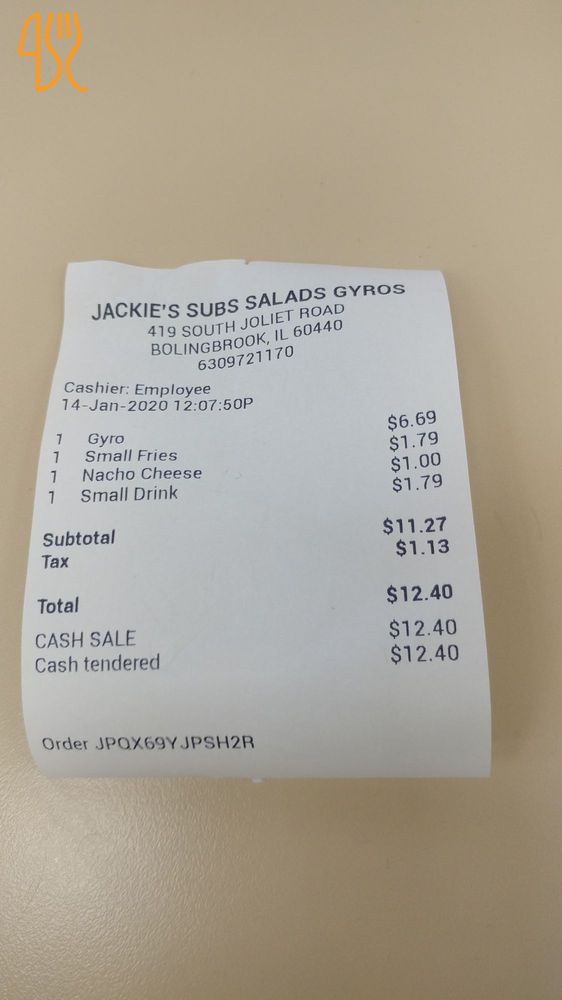 JACKIE'S SUBS SALADS GYROS
419 SOUTH JOLIET ROAD
BOLINGBROOK, IL 60440
6309721170
Cashier: Employee
14-Jan-2020 12:07:50P
1 Gyro $6.69
1 Small Fries $1.79
1 Nacho Cheese $1.00
1 Small Drink $1.79
Subtotal $11.27
Tax $1.13
Total $12.40
CASH SALE $12.40
Cash tendered $12.40
Order JPQX69YJPSH2R